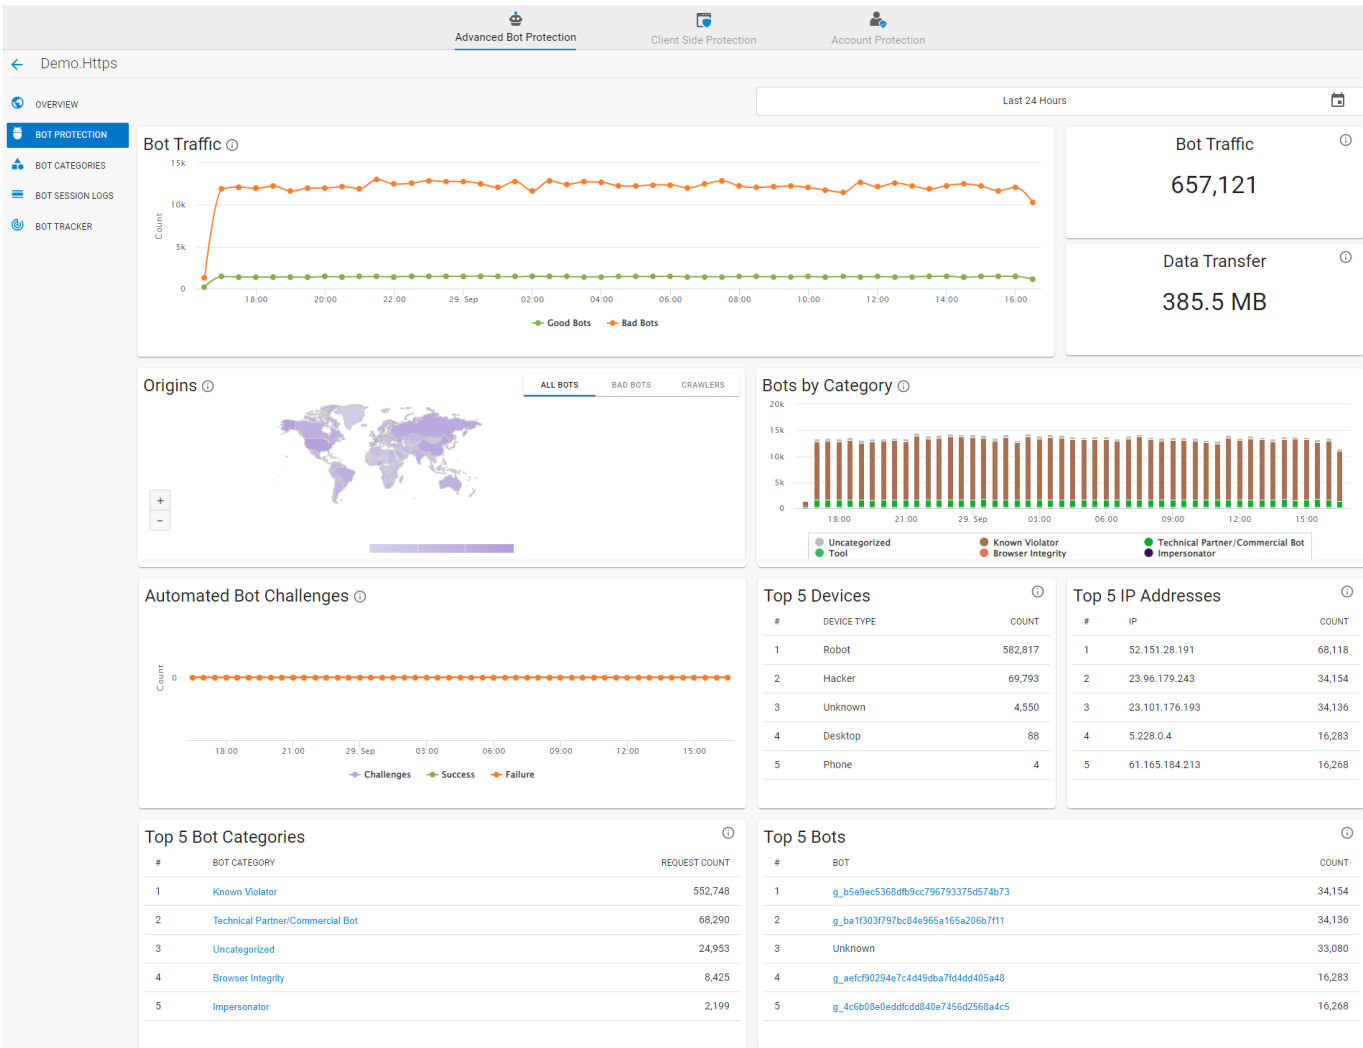 Advanced Bot Protection
Client Side Protection
Account Protection
Demo.Https
OVERVIEW
BOT PROTECTION
BOT CATEGORIES
BOT SESSION LOGS
BOT TRACKER
Last 24 Hours
Bot Traffic
15k
10k
5k
0
Count
18:00 20:00 22:00 29. Sep 02:00 04:00 06:00 08:00 10:00 12:00 14:00 16:00
Good Bots Bad Bots
Bot Traffic
657,121
Data Transfer
385.5 MB
Origins
ALL BOTS BAD BOTS CRAWLERS
+
−
Bots by Category
20k
15k
10k
5k
0
18:00 21:00 29. Sep 03:00 06:00 09:00 12:00 15:00
Uncategorized Known Violator Technical Partner/Commercial Bot
Tool Browser Integrity Impersonator
Automated Bot Challenges
Count
0
18:00 21:00 29. Sep 03:00 06:00 09:00 12:00 15:00
Challenges Success Failure
Top 5 Devices
# DEVICE TYPE COUNT
1 Robot 582,817
2 Hacker 69,793
3 Unknown 4,550
4 Desktop 88
5 Phone 4
Top 5 IP Addresses
# IP COUNT
1 52.151.28.191 68,118
2 23.96.179.243 34,154
3 23.101.176.193 34,136
4 5.228.0.4 16,283
5 61.165.184.213 16,268
Top 5 Bot Categories
# BOT CATEGORY REQUEST COUNT
1 Known Violator 552,748
2 Technical Partner/Commercial Bot 68,290
3 Uncategorized 24,953
4 Browser Integrity 8,425
5 Impersonator 2,199
Top 5 Bots
# BOT COUNT
1 g_b5e9ec5368dfb9cc796793375d574b73 34,154
2 g_ba1f303f797bc84e965a165a206b7f11 34,136
3 Unknown 33,080
4 g_aefcf90294e7c4d49dba7fd4dd405a48 16,283
5 g_4c6b08e0eddfcdd840e7456d2568a4c5 16,268